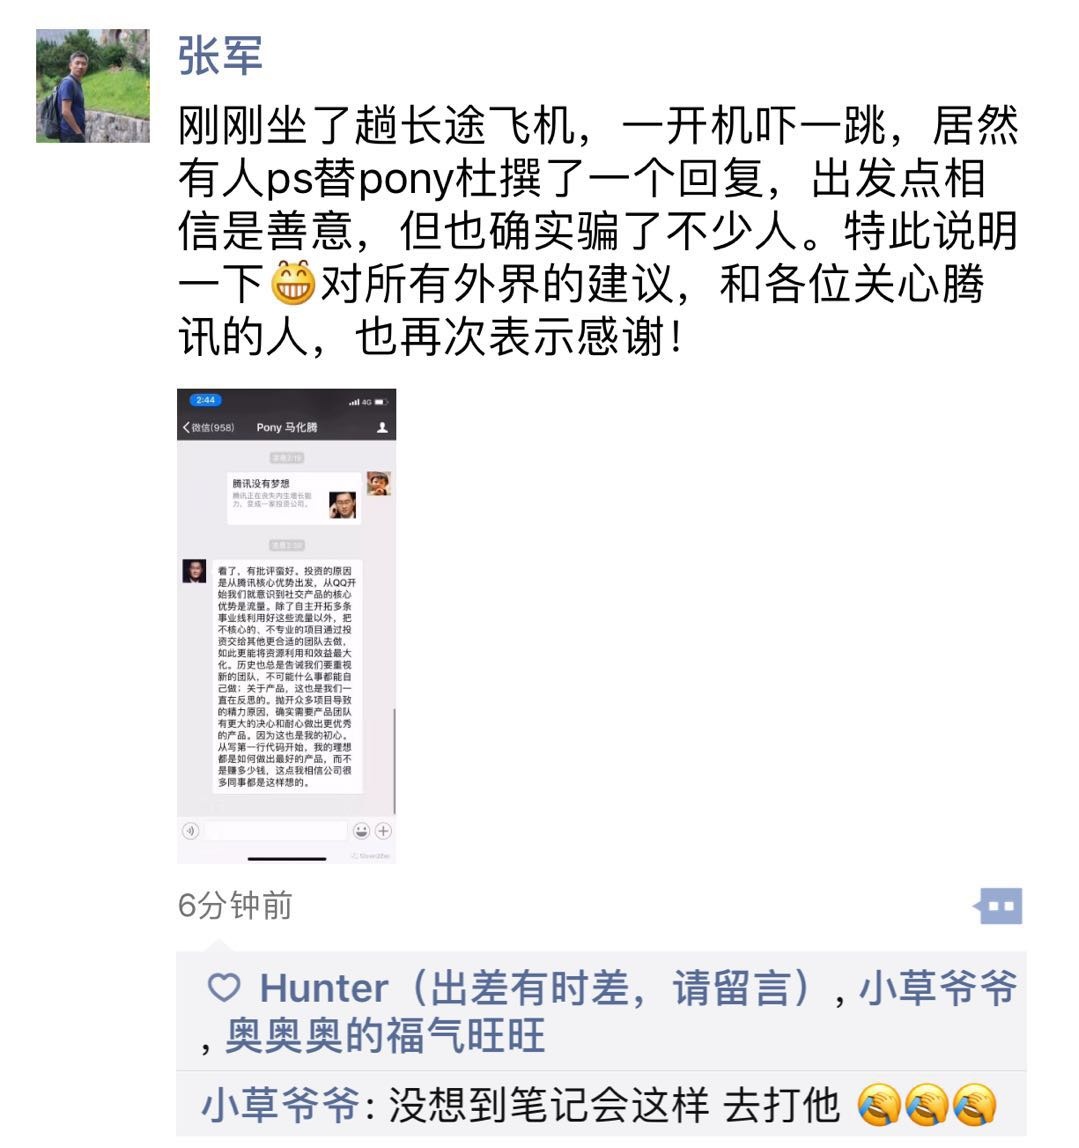 张军
刚刚坐了趟长途飞机，一开机吓一跳，居然
有人ps替pony杜撰了一个回复，出发点相
信是善意，但也确实骗了不少人。特此说明
一下😁对所有外界的建议，和各位关心腾
讯的人，也再次表示感谢！
2:44
4G
微信(958)
Pony 马化腾
凌晨2:19
腾讯没有梦想
腾讯正在丧失内生增长能
力，变成一家投资公司。
看了，有批评蛮好。投资的原因
是从腾讯核心优势出发，从QQ开
始我们就意识到社交产品的核心
优势是流量。除了自主开拓多条
事业线利用好这些流量以外，把
不核心的、不专业的项目通过投
资交给其他更合适的团队去做，
如此更能将资源利用和效益最大
化。历史也总是告诫我们要重视
新的团队，不可能什么事都能自
己做；关于产品，这也是我们一
直在反思的。抛开众多项目导致
的精力原因，确实需要产品团队
有更大的决心和耐心做出更优秀
的产品。因为这也是我的初心。
从写第一行代码开始，我的理想
都是如何做出最好的产品，而不
是赚多少钱，这点我相信公司很
多同事都是这样想的。
6分钟前
Hunter（出差有时差，请留言）, 小草爷爷
, 奥奥奥的福气旺旺
小草爷爷: 没想到笔记会这样 去打他 🤦🤦🤦